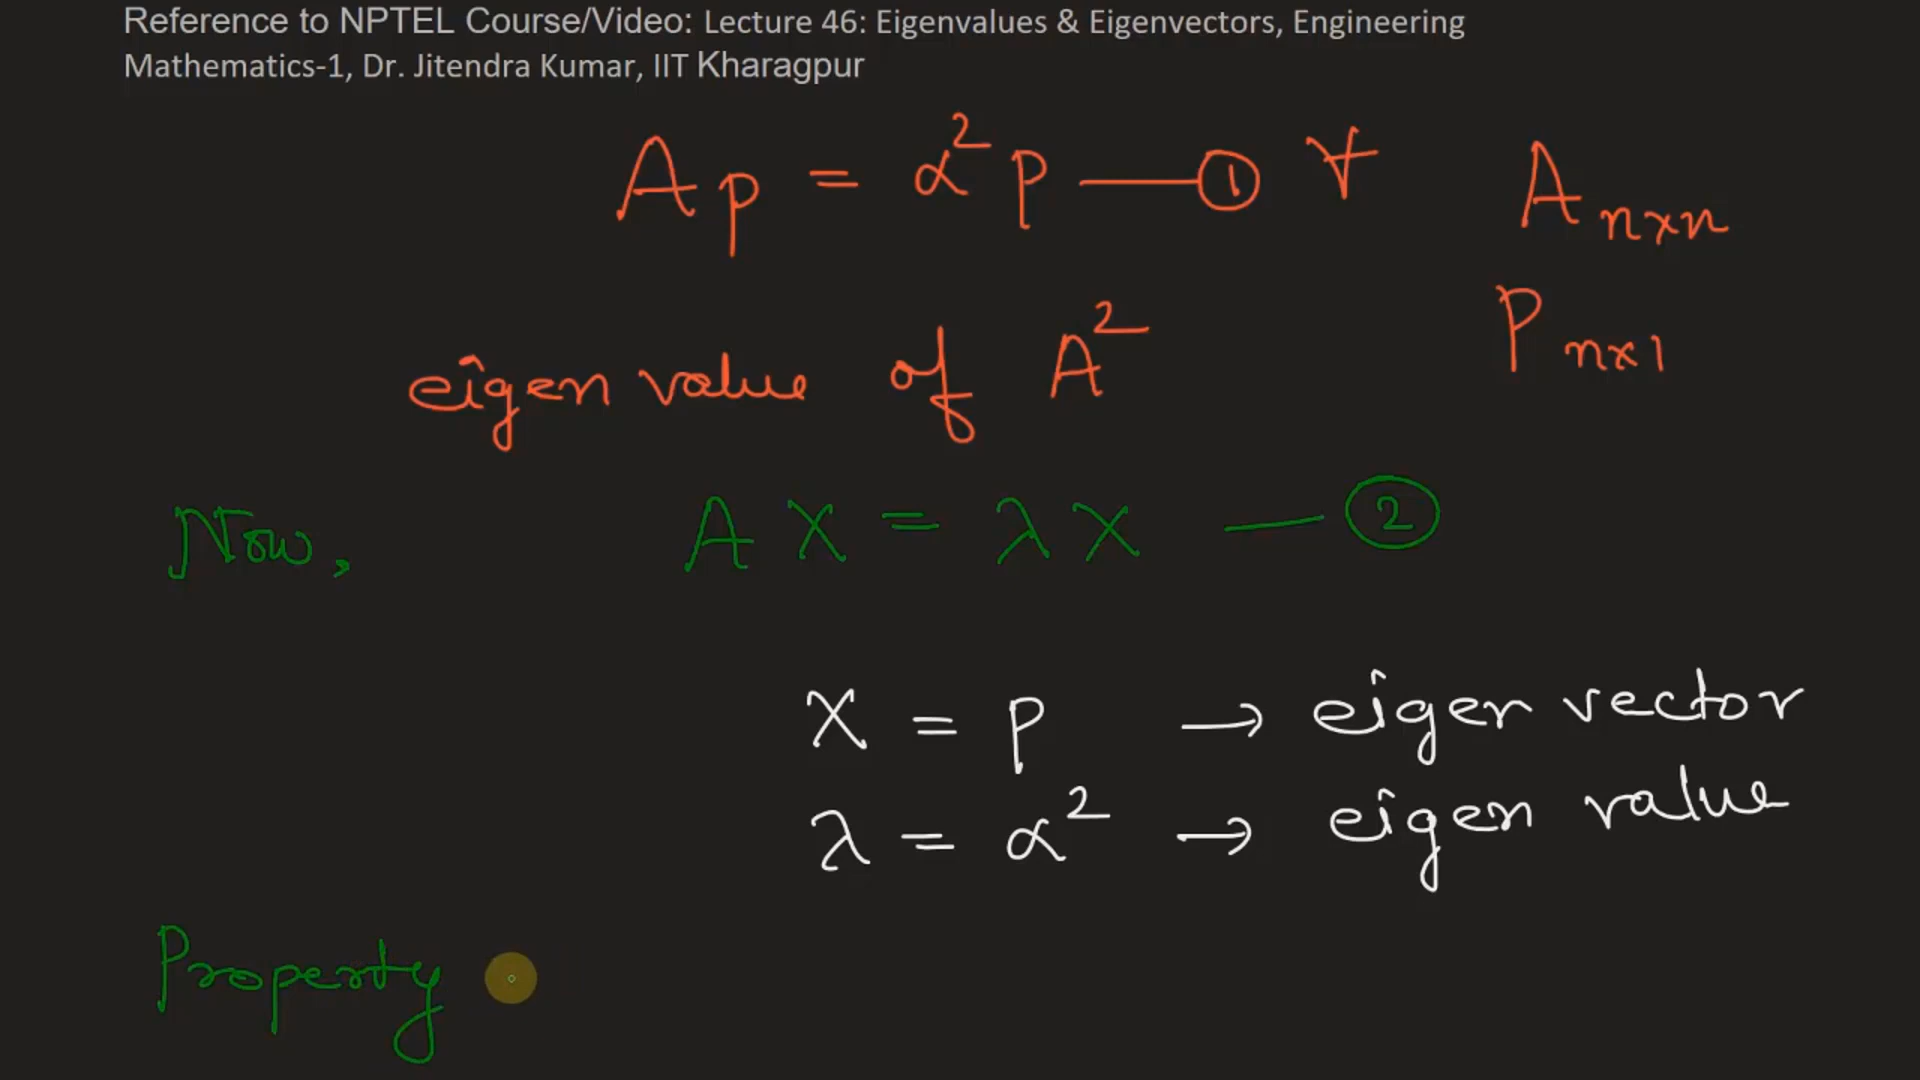 Reference to NPTEL Course/Video: Lecture 46: Eigenvalues & Eigenvectors, Engineering
Mathematics-1, Dr. Jitendra Kumar, IIT Kharagpur
Ap = α²p — ① ∀ Aₙₓₙ
eigen value of A² Pₙₓ₁
Now, AX = λX — ②
X = p → eigen vector
λ = α² → eigen value
Property